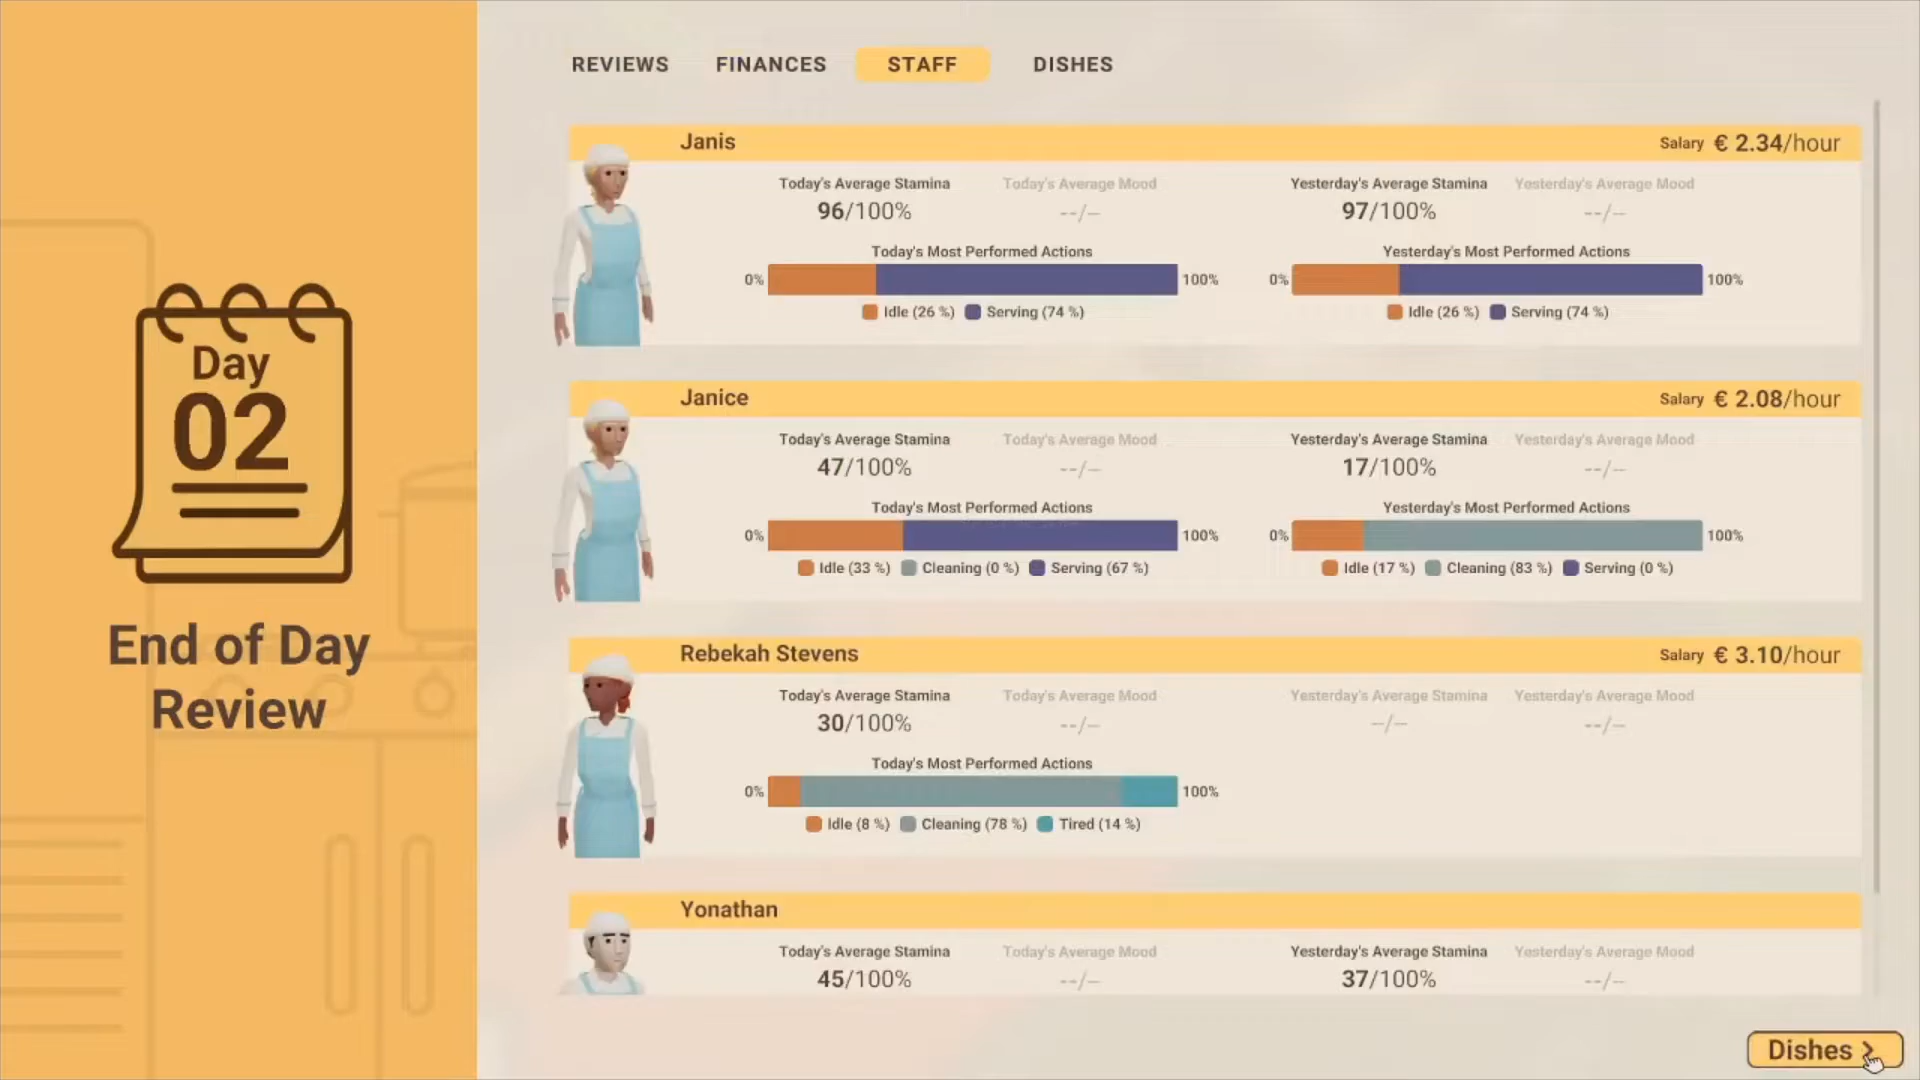 REVIEWS FINANCES STAFF DISHES
Day
02
End of Day
Review
Janis Salary € 2.34/hour
Today's Average Stamina Today's Average Mood Yesterday's Average Stamina Yesterday's Average Mood
96/100% --/-- 97/100% --/--
Today's Most Performed Actions Yesterday's Most Performed Actions
0% 100% 0% 100%
Idle (26 %) Serving (74 %) Idle (26 %) Serving (74 %)
Janice Salary € 2.08/hour
Today's Average Stamina Today's Average Mood Yesterday's Average Stamina Yesterday's Average Mood
47/100% --/-- 17/100% --/--
Today's Most Performed Actions Yesterday's Most Performed Actions
0% 100% 0% 100%
Idle (33 %) Cleaning (0 %) Serving (67 %) Idle (17 %) Cleaning (83 %) Serving (0 %)
Rebekah Stevens Salary € 3.10/hour
Today's Average Stamina Today's Average Mood Yesterday's Average Stamina Yesterday's Average Mood
30/100% --/-- --/-- --/--
Today's Most Performed Actions
0% 100%
Idle (8 %) Cleaning (78 %) Tired (14 %)
Yonathan
Today's Average Stamina Today's Average Mood Yesterday's Average Stamina Yesterday's Average Mood
45/100% --/-- 37/100% --/--
Dishes >